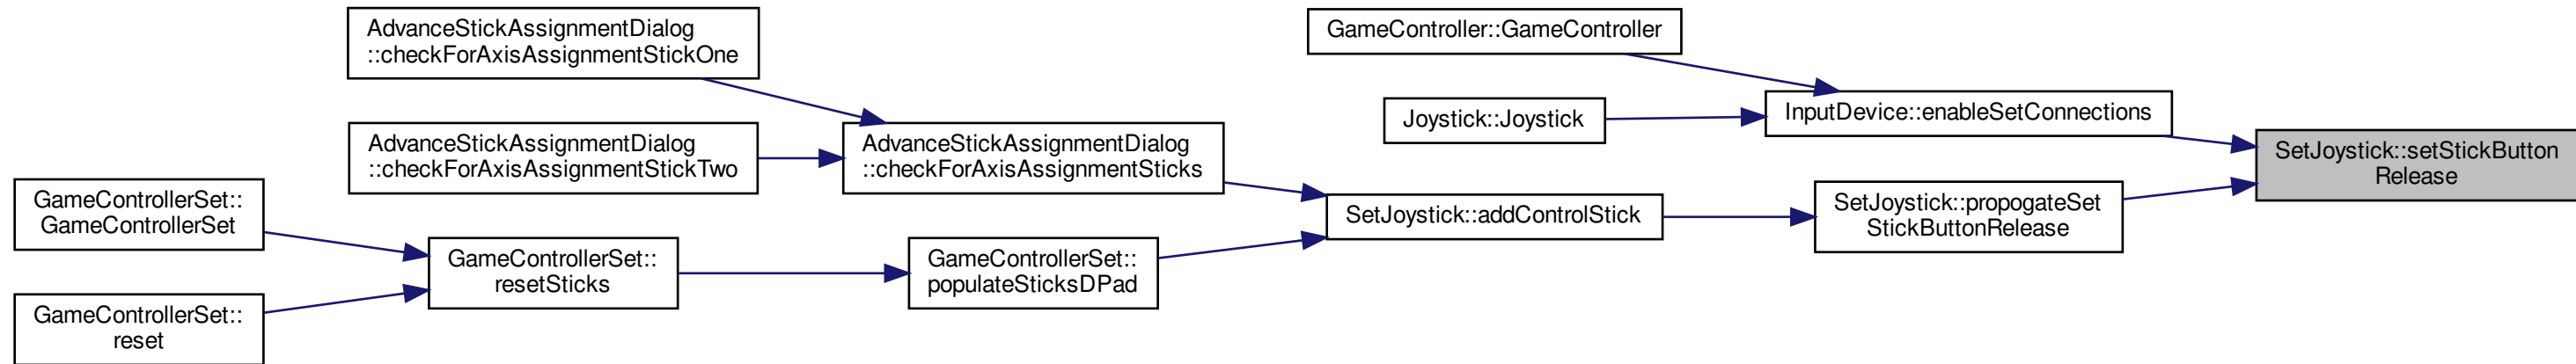 AdvanceStickAssignmentDialog
::checkForAxisAssignmentStickOne
GameController::GameController
Joystick::Joystick
InputDevice::enableSetConnections
AdvanceStickAssignmentDialog
::checkForAxisAssignmentStickTwo
AdvanceStickAssignmentDialog
::checkForAxisAssignmentSticks
SetJoystick::setStickButton
Release
GameControllerSet::
GameControllerSet
SetJoystick::addControlStick
SetJoystick::propogateSet
StickButtonRelease
GameControllerSet::
resetSticks
GameControllerSet::
populateSticksDPad
GameControllerSet::
reset